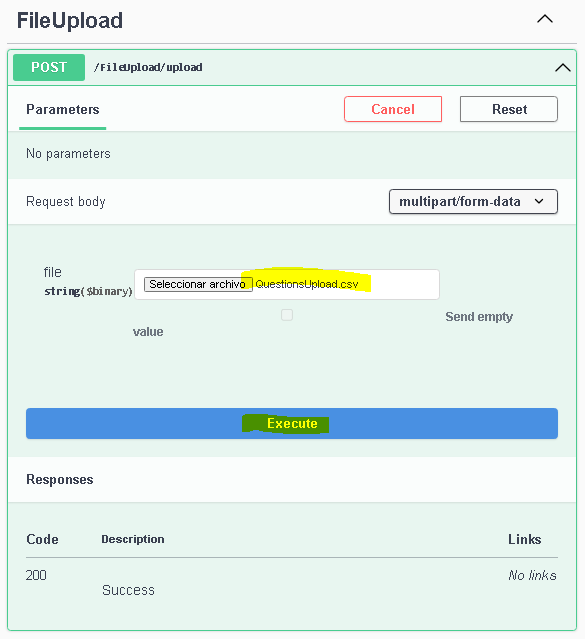 FileUpload
POST /FileUpload/upload
Parameters Cancel Reset
No parameters
Request body multipart/form-data
file
string($binary) Seleccionar archivo QuestionsUpload.csv
Send empty
value
Execute
Responses
Code Description Links
200 No links
Success